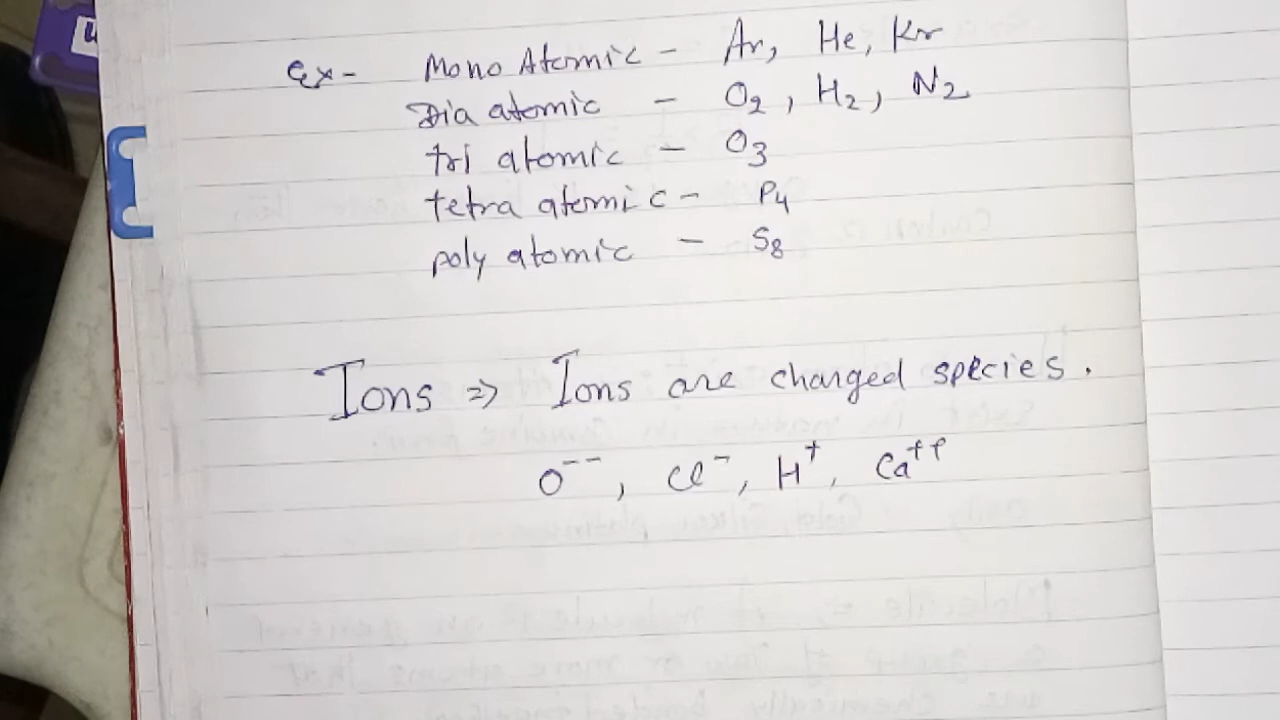 Ex- Mono Atomic - Ar, He, Kr
Dia atomic - O2, H2, N2
tri atomic - O3
tetra atomic - P4
poly atomic - S8
Ions => Ions are charged species.
O--, Cl-, H+, Ca++